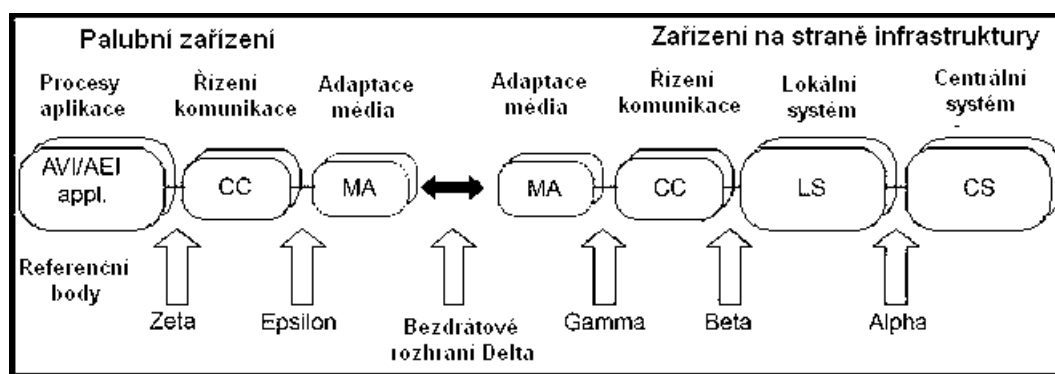 Palubní zařízení
Zařízení na straně infrastruktury
Procesy
aplikace
Řízení
komunikace
Adaptace
média
Adaptace
média
Řízení
komunikace
Lokální
systém
Centrální
systém
AVI/AEI
appl.
CC
MA
MA
CC
LS
CS
Referenční
body
Zeta
Epsilon
Bezdrátové
rozhraní Delta
Gamma
Beta
Alpha